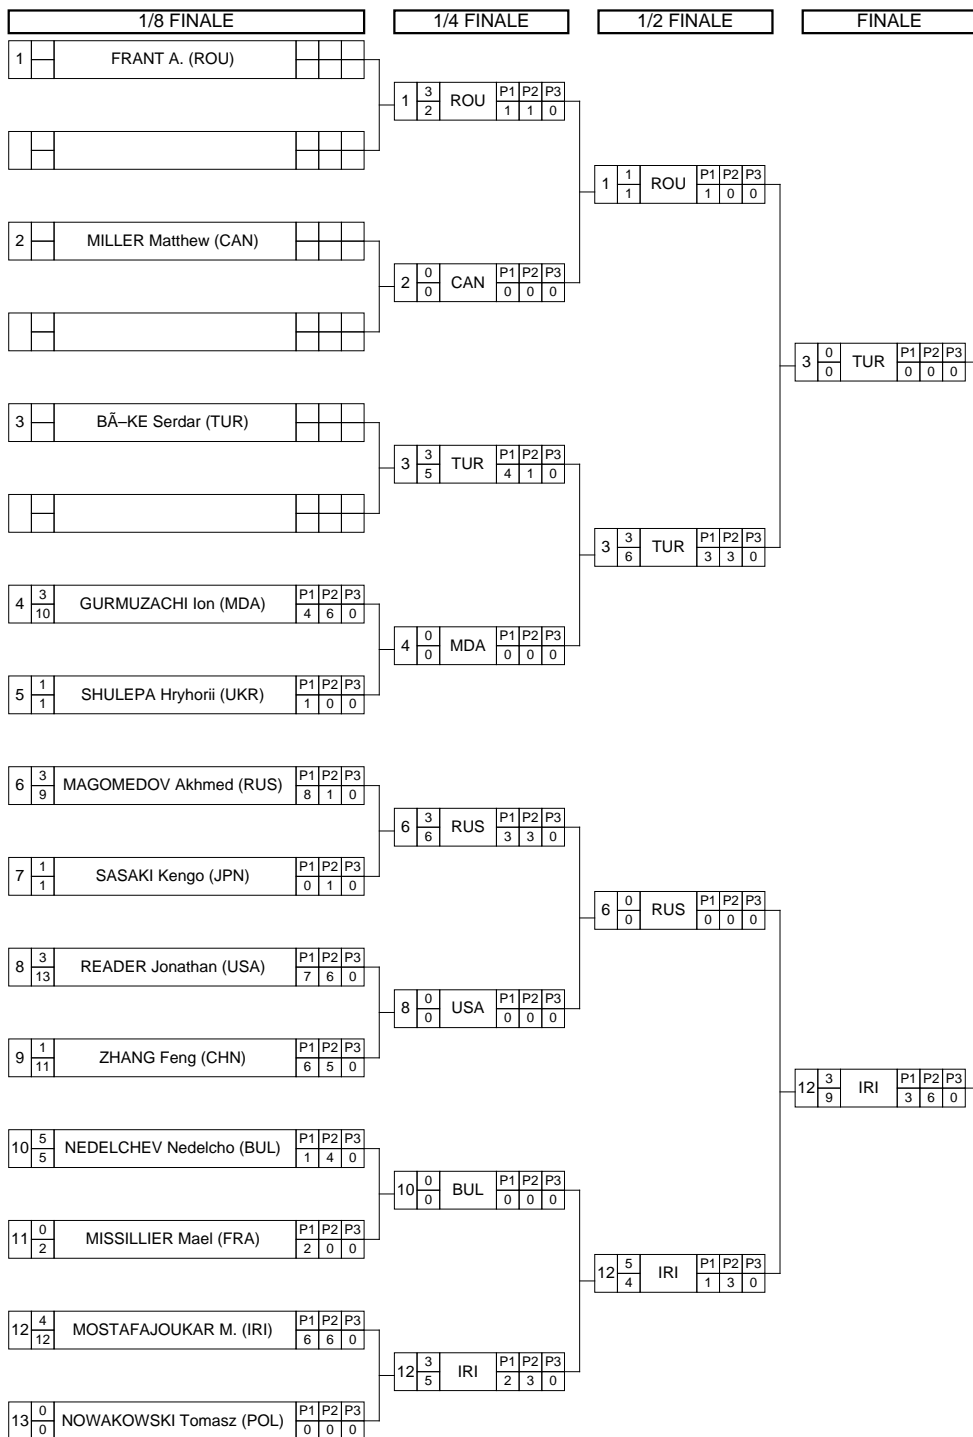 1/8 FINALE 1/4 FINALE 1/2 FINALE FINALE
1 FRANT A. (ROU)
1 3 2 ROU P1 P2 P3 1 1 0
1 1 1 ROU P1 P2 P3 1 0 0
2 MILLER Matthew (CAN)
2 0 0 CAN P1 P2 P3 0 0 0
3 0 0 TUR P1 P2 P3 0 0 0
3 BÃ–KE Serdar (TUR)
3 3 5 TUR P1 P2 P3 4 1 0
3 3 6 TUR P1 P2 P3 3 3 0
4 3 10 GURMUZACHI Ion (MDA) P1 P2 P3 4 6 0
4 0 0 MDA P1 P2 P3 0 0 0
5 1 1 SHULEPA Hryhorii (UKR) P1 P2 P3 1 0 0
6 3 9 MAGOMEDOV Akhmed (RUS) P1 P2 P3 8 1 0
6 3 6 RUS P1 P2 P3 3 3 0
7 1 1 SASAKI Kengo (JPN) P1 P2 P3 0 1 0
6 0 0 RUS P1 P2 P3 0 0 0
8 3 13 READER Jonathan (USA) P1 P2 P3 7 6 0
8 0 0 USA P1 P2 P3 0 0 0
9 1 11 ZHANG Feng (CHN) P1 P2 P3 6 5 0
12 3 9 IRI P1 P2 P3 3 6 0
10 5 5 NEDELCHEV Nedelcho (BUL) P1 P2 P3 1 4 0
10 0 0 BUL P1 P2 P3 0 0 0
11 0 2 MISSILLIER Mael (FRA) P1 P2 P3 2 0 0
12 5 4 IRI P1 P2 P3 1 3 0
12 4 12 MOSTAFAJOUKAR M. (IRI) P1 P2 P3 6 6 0
12 3 5 IRI P1 P2 P3 2 3 0
13 0 0 NOWAKOWSKI Tomasz (POL) P1 P2 P3 0 0 0